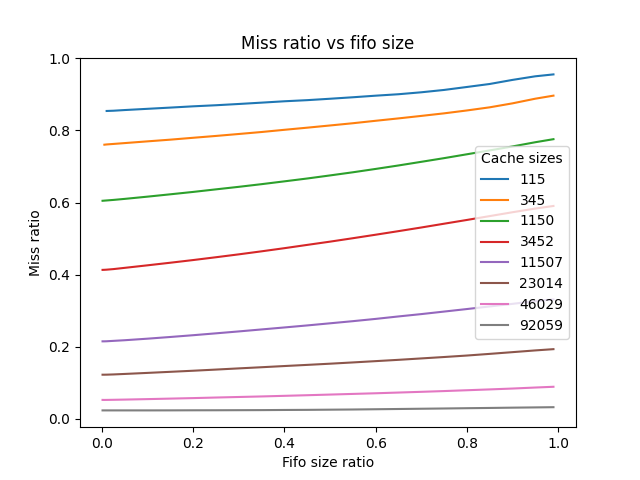 Miss ratio vs fifo size
Miss ratio
1.0
0.8
0.6
0.4
0.2
0.0
Cache sizes
115
345
1150
3452
11507
23014
46029
92059
0.0 0.2 0.4 0.6 0.8 1.0
Fifo size ratio